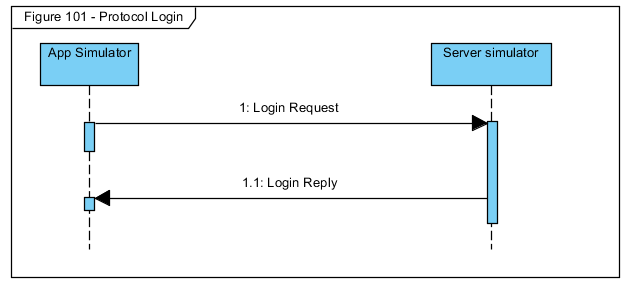 Figure 101 - Protocol Login
App Simulator
Server simulator
1: Login Request
1.1: Login Reply